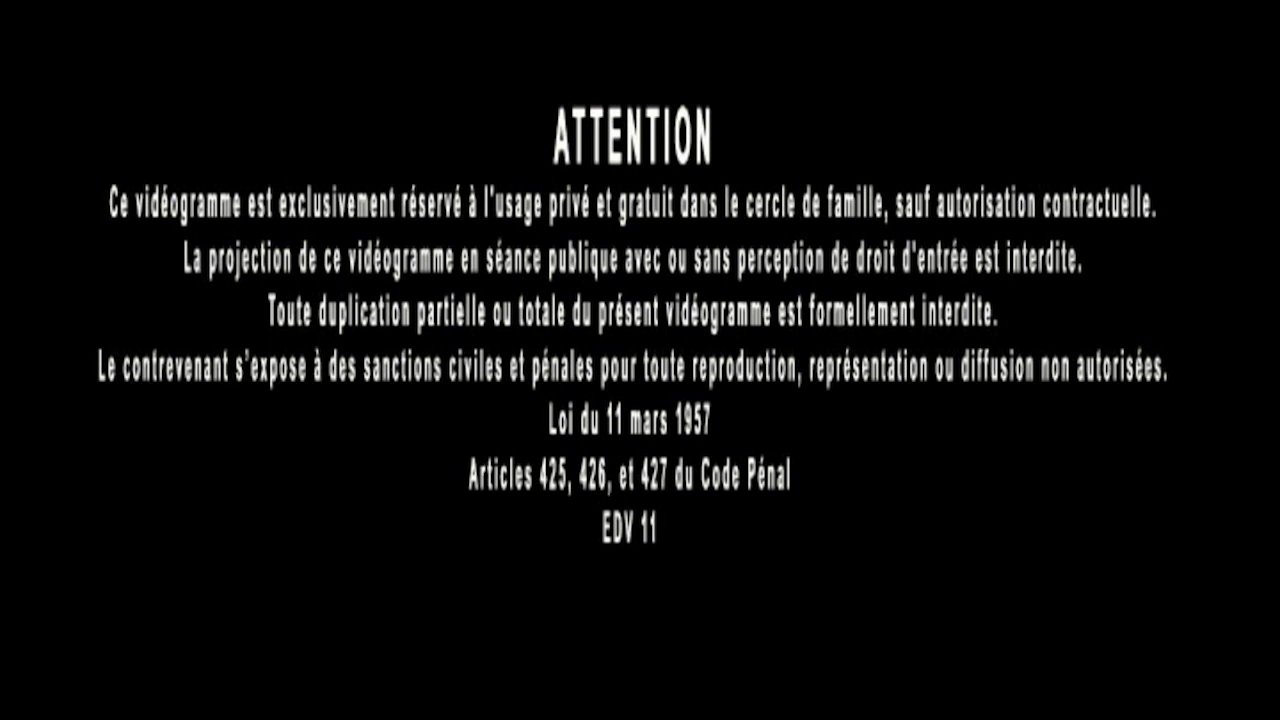 ATTENTION
Ce vidéogramme est exclusivement réservé à l'usage privé et gratuit dans le cercle de famille, sauf autorisation contractuelle.
La projection de ce vidéogramme en séance publique avec ou sans perception de droit d'entrée est interdite.
Toute duplication partielle ou totale du présent vidéogramme est formellement interdite.
Le contrevenant s'expose à des sanctions civiles et pénales pour toute reproduction, représentation ou diffusion non autorisées.
Loi du 11 mars 1957
Articles 425, 426, et 427 du Code Pénal
EDV 11